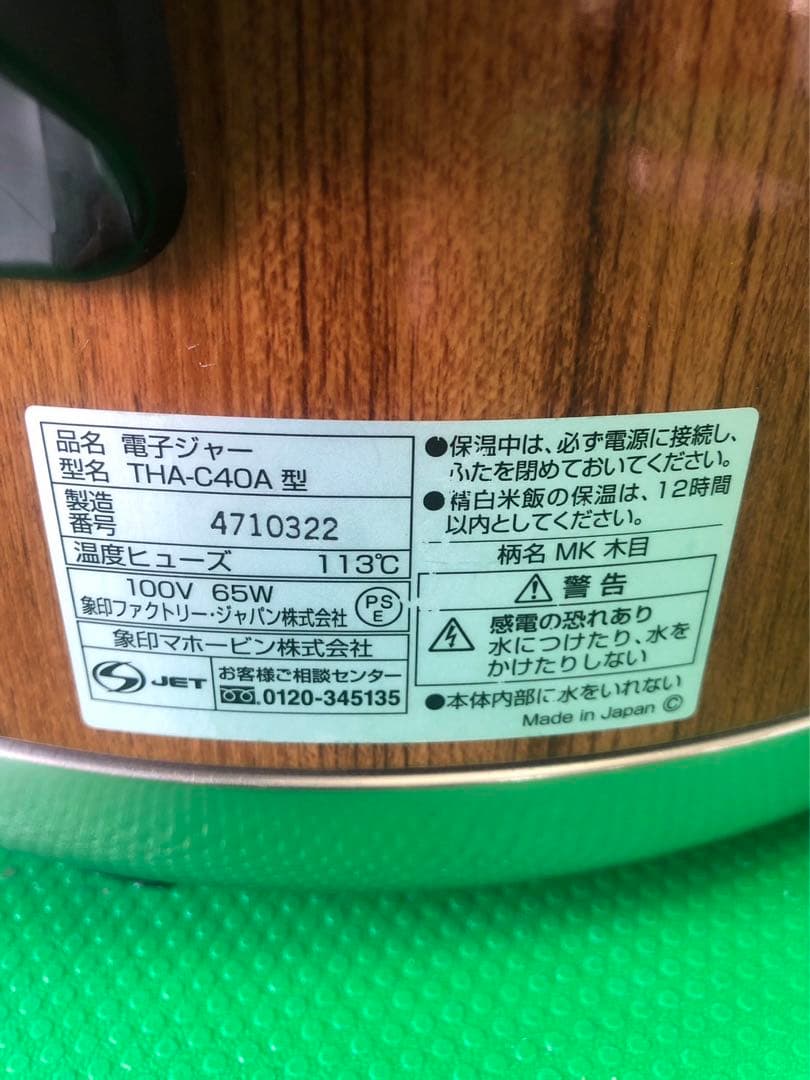 品名 電子ジャー
型名 THA-C40A 型
製造番号 4710322
温度ヒューズ 113℃
100V 65W
象印ファクトリー・ジャパン株式会社
PSE
象印マホービン株式会社
JET
お客様ご相談センター
0120-345135
●保温中は、必ず電源に接続し、
ふたを閉めておいてください。
●精白米飯の保温は、12時間
以内としてください。
柄名 MK 木目
警告
感電の恐れあり
水につけたり、水を
かけたりしない
●本体内部に水をいれない
Made in Japan Ⓒ